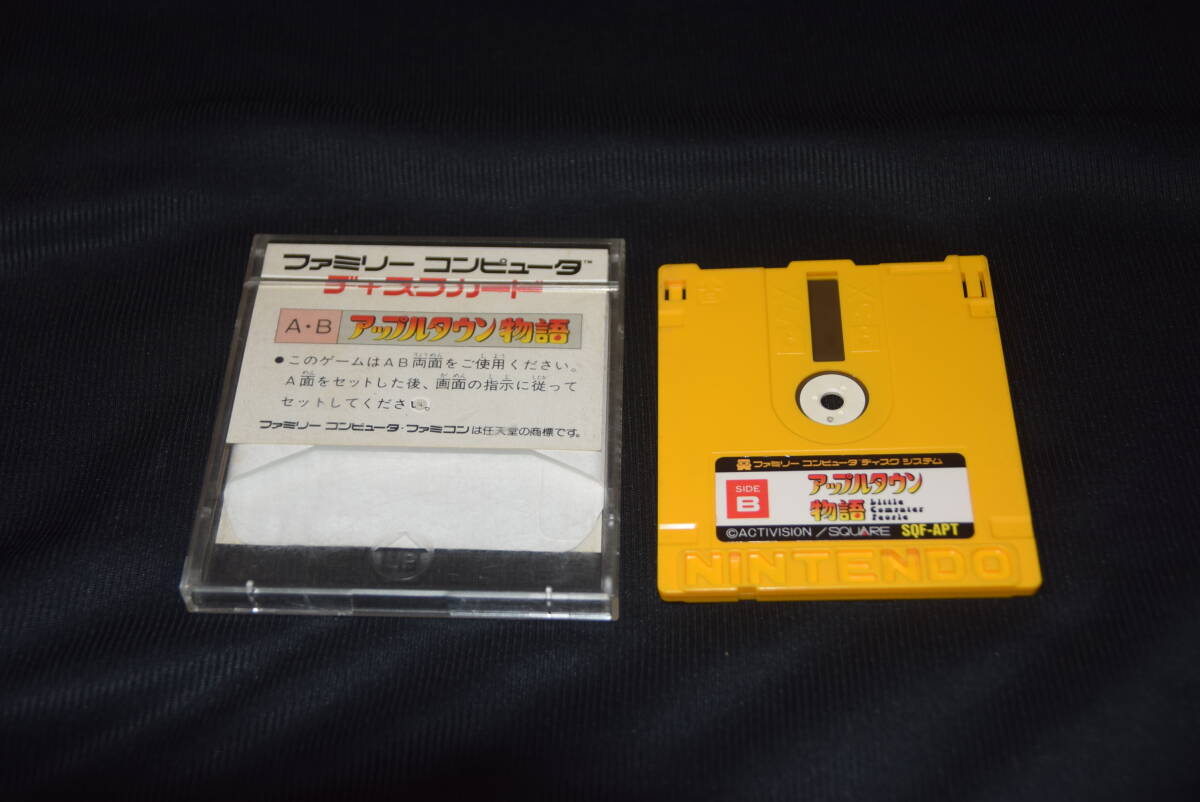 ファミリー コンピュータ™
ディスクカード
A・B アップルタウン物語
●このゲームはAB両面をご使用ください。
A面をセットした後、画面の指示に従って
セットしてください。
ファミリー コンピュータ・ファミコンは任天堂の商標です。
ファミリー コンピュータ ディスク システム
SIDE
B
アップルタウン
物語
Little
Computer
People
©ACTIVISION/SQUARE SQF-APT
NINTENDO